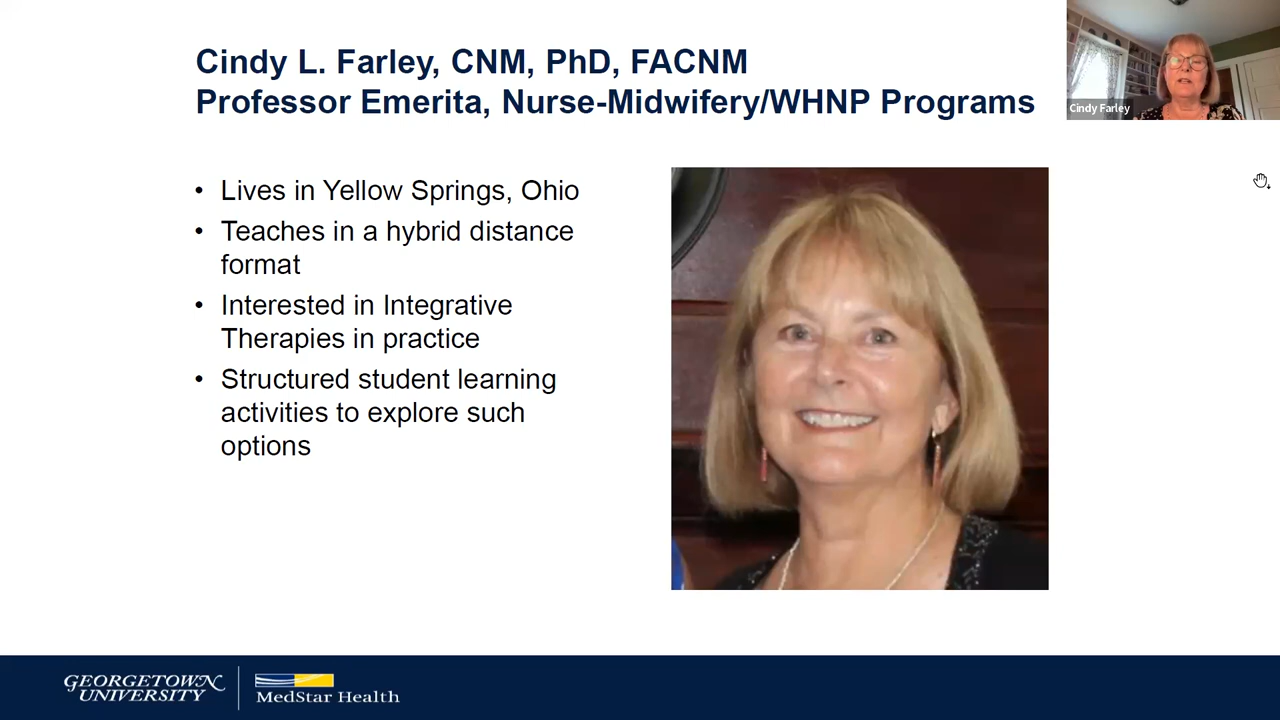 Cindy L. Farley, CNM, PhD, FACNM
Professor Emerita, Nurse-Midwifery/WHNP Programs
Cindy Farley
• Lives in Yellow Springs, Ohio
• Teaches in a hybrid distance
format
• Interested in Integrative
Therapies in practice
• Structured student learning
activities to explore such
options
GEORGETOWN
UNIVERSITY
MedStar Health